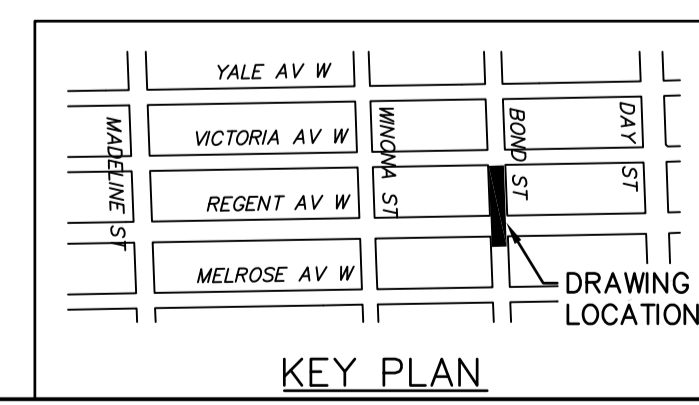 YALE AV W
MADELINE ST
VICTORIA AV W
WINONA ST
BOND ST
DAY ST
REGENT AV W
MELROSE AV W
DRAWING
LOCATION
KEY PLAN